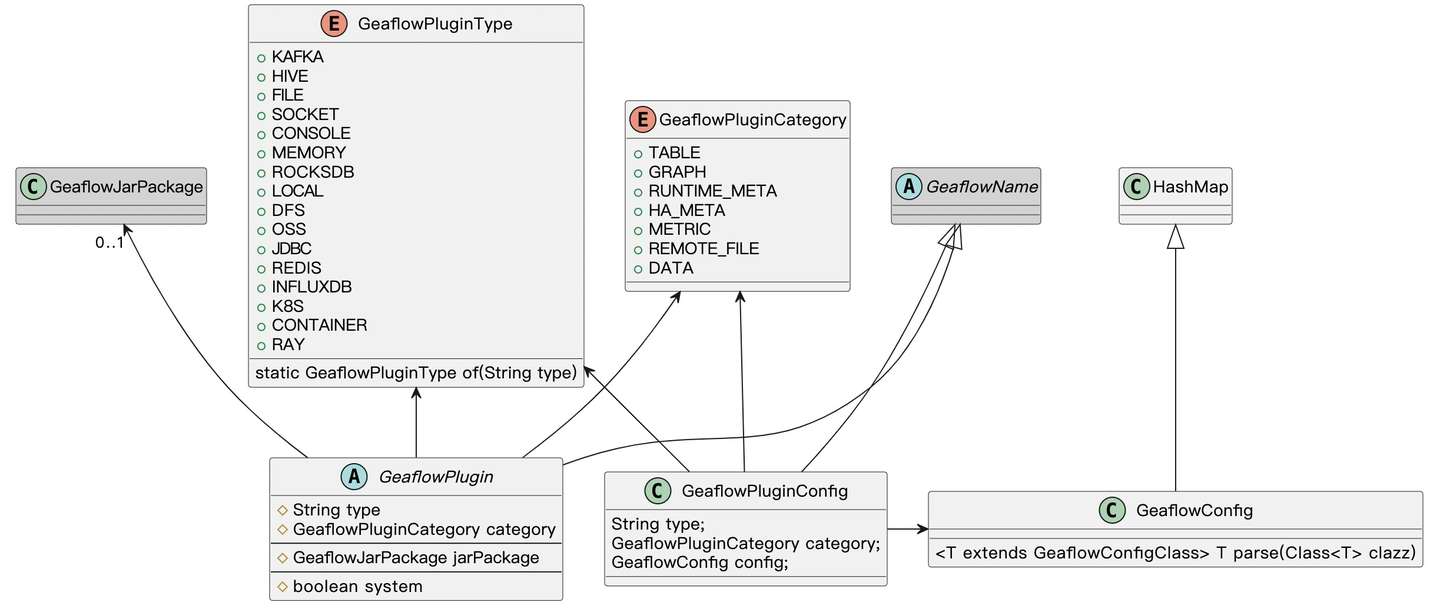 E GeaflowPluginType
KAFKA
HIVE
FILE
SOCKET
CONSOLE
MEMORY
ROCKSDB
LOCAL
DFS
OSS
JDBC
REDIS
INFLUXDB
K8S
CONTAINER
RAY
static GeaflowPluginType of(String type)
E GeaflowPluginCategory
TABLE
GRAPH
RUNTIME_META
HA_META
METRIC
REMOTE_FILE
DATA
C GeaflowJarPackage
0..1
A GeaflowName
C HashMap
A GeaflowPlugin
String type
GeaflowPluginCategory category
GeaflowJarPackage jarPackage
boolean system
C GeaflowPluginConfig
String type;
GeaflowPluginCategory category;
GeaflowConfig config;
C GeaflowConfig
<T extends GeaflowConfigClass> T parse(Class<T> clazz)